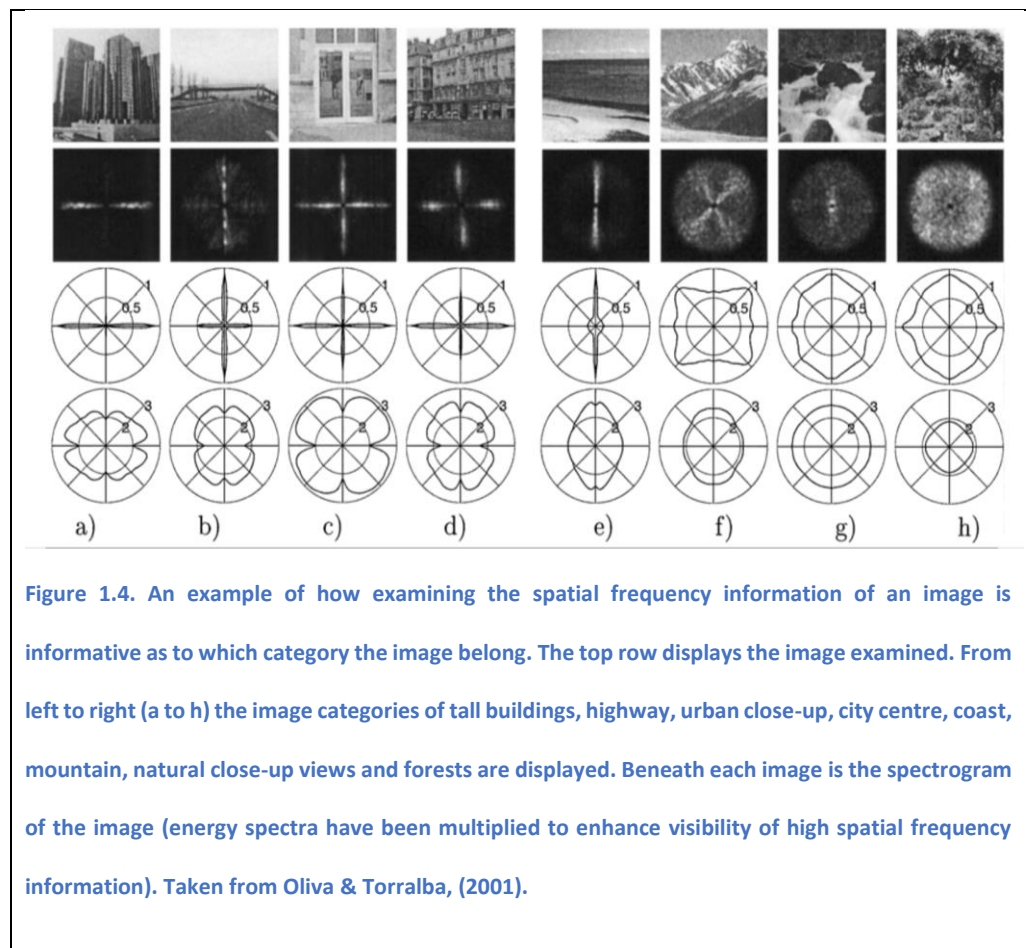 1 1 1 1 1 1 1 1
0.5 0.5 0.5 0.5 0.5 0.5 0.5 0.5
3 3 3 3 3 3 3 3
2 2 2 2 2 2 2 2
a) b) c) d) e) f) g) h)
Figure 1.4. An example of how examining the spatial frequency information of an image is
informative as to which category the image belong. The top row displays the image examined. From
left to right (a to h) the image categories of tall buildings, highway, urban close-up, city centre, coast,
mountain, natural close-up views and forests are displayed. Beneath each image is the spectrogram
of the image (energy spectra have been multiplied to enhance visibility of high spatial frequency
information). Taken from Oliva & Torralba, (2001).